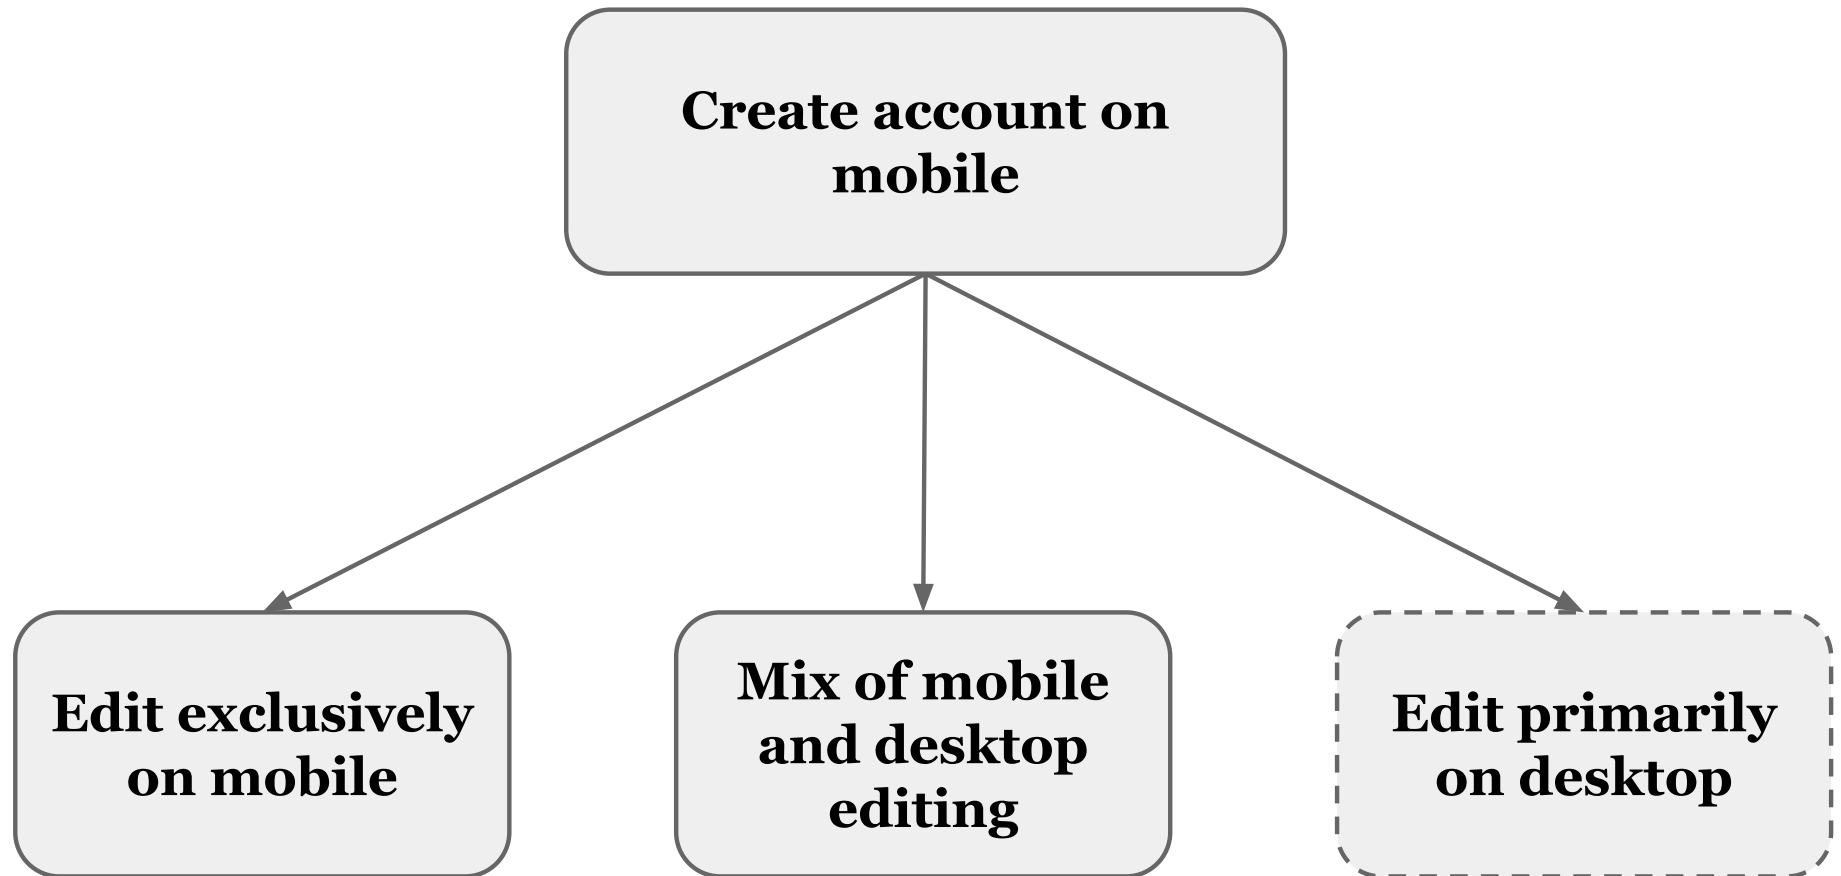 Create account on
mobile
Edit exclusively
on mobile
Mix of mobile
and desktop
editing
Edit primarily
on desktop